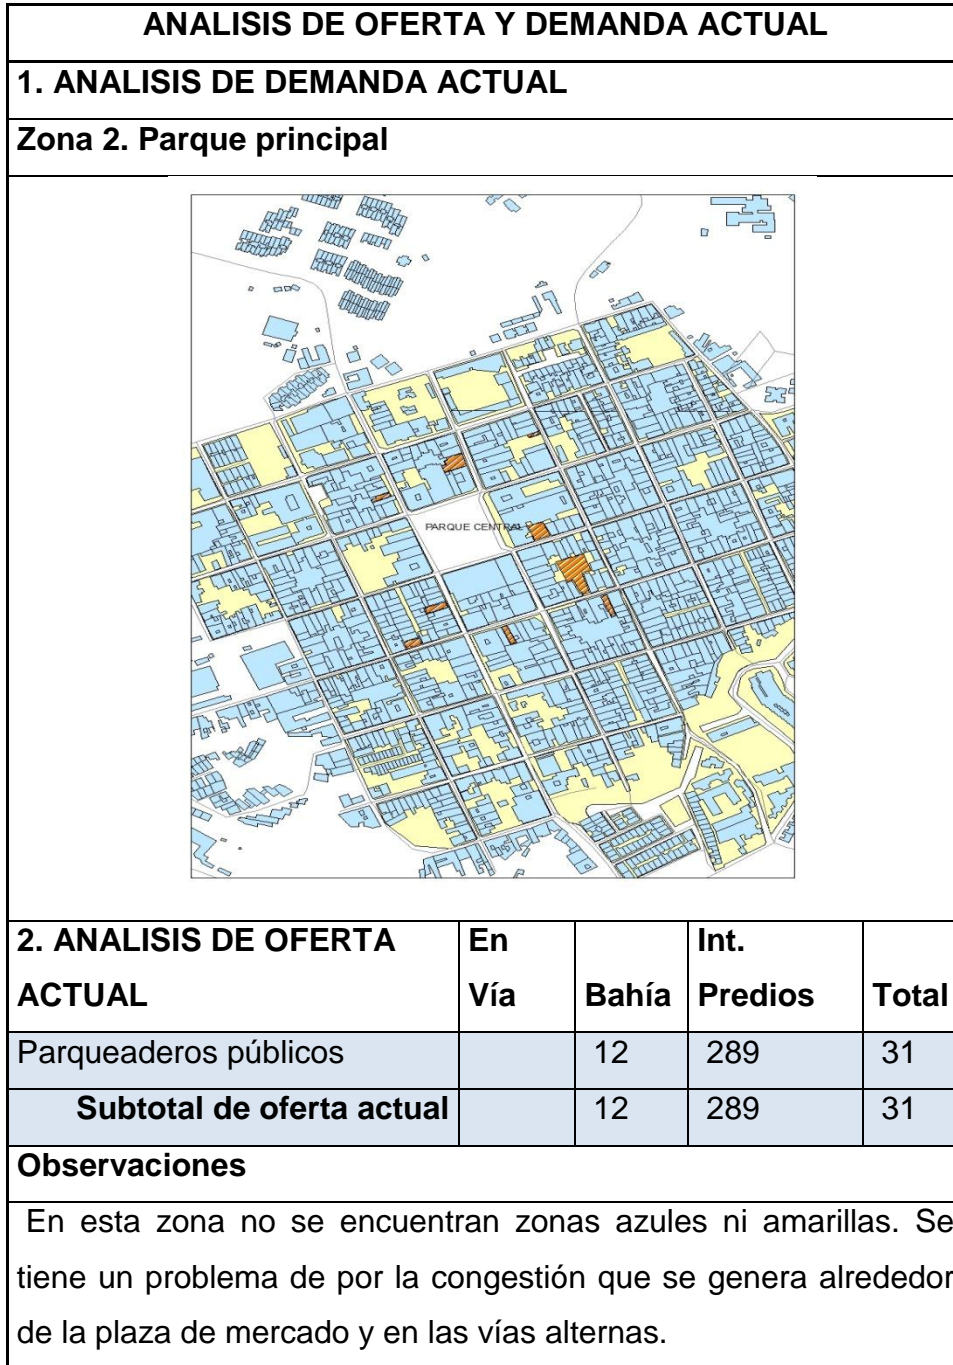 ANALISIS DE OFERTA Y DEMANDA ACTUAL
1. ANALISIS DE DEMANDA ACTUAL
Zona 2. Parque principal
PARQUE CENTRAL
2. ANALISIS DE OFERTA ACTUAL En Vía Bahía Int. Predios Total
Parqueaderos públicos 12 289 31
Subtotal de oferta actual 12 289 31
Observaciones
En esta zona no se encuentran zonas azules ni amarillas. Se
tiene un problema de por la congestión que se genera alrededor
de la plaza de mercado y en las vías alternas.